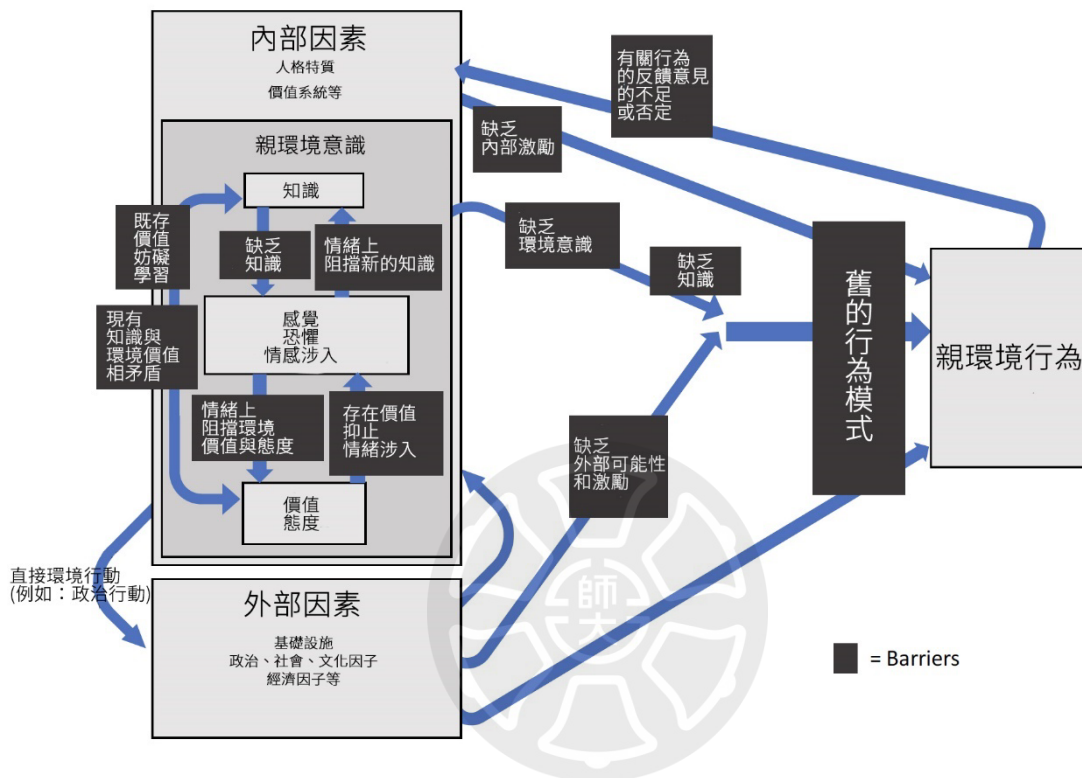 內部因素
人格特質
價值系統等
親環境意識
知識
既存
價值
妨礙
學習
缺乏
知識
情緒上
阻擋新的知識
現有
知識與
環境價值
相矛盾
感覺
恐懼
情感涉入
情緒上
阻擋環境
價值與態度
存在價值
抑止
情緒涉入
價值
態度
直接環境行動
(例如：政治行動)
外部因素
基礎設施
政治、社會、文化因子
經濟因子等
有關行為
的反饋意見
的不足
或否定
缺乏
內部激勵
缺乏
環境意識
缺乏
知識
缺乏
外部可能性
和激勵
舊的行為模式
親環境行為
師大
= Barriers